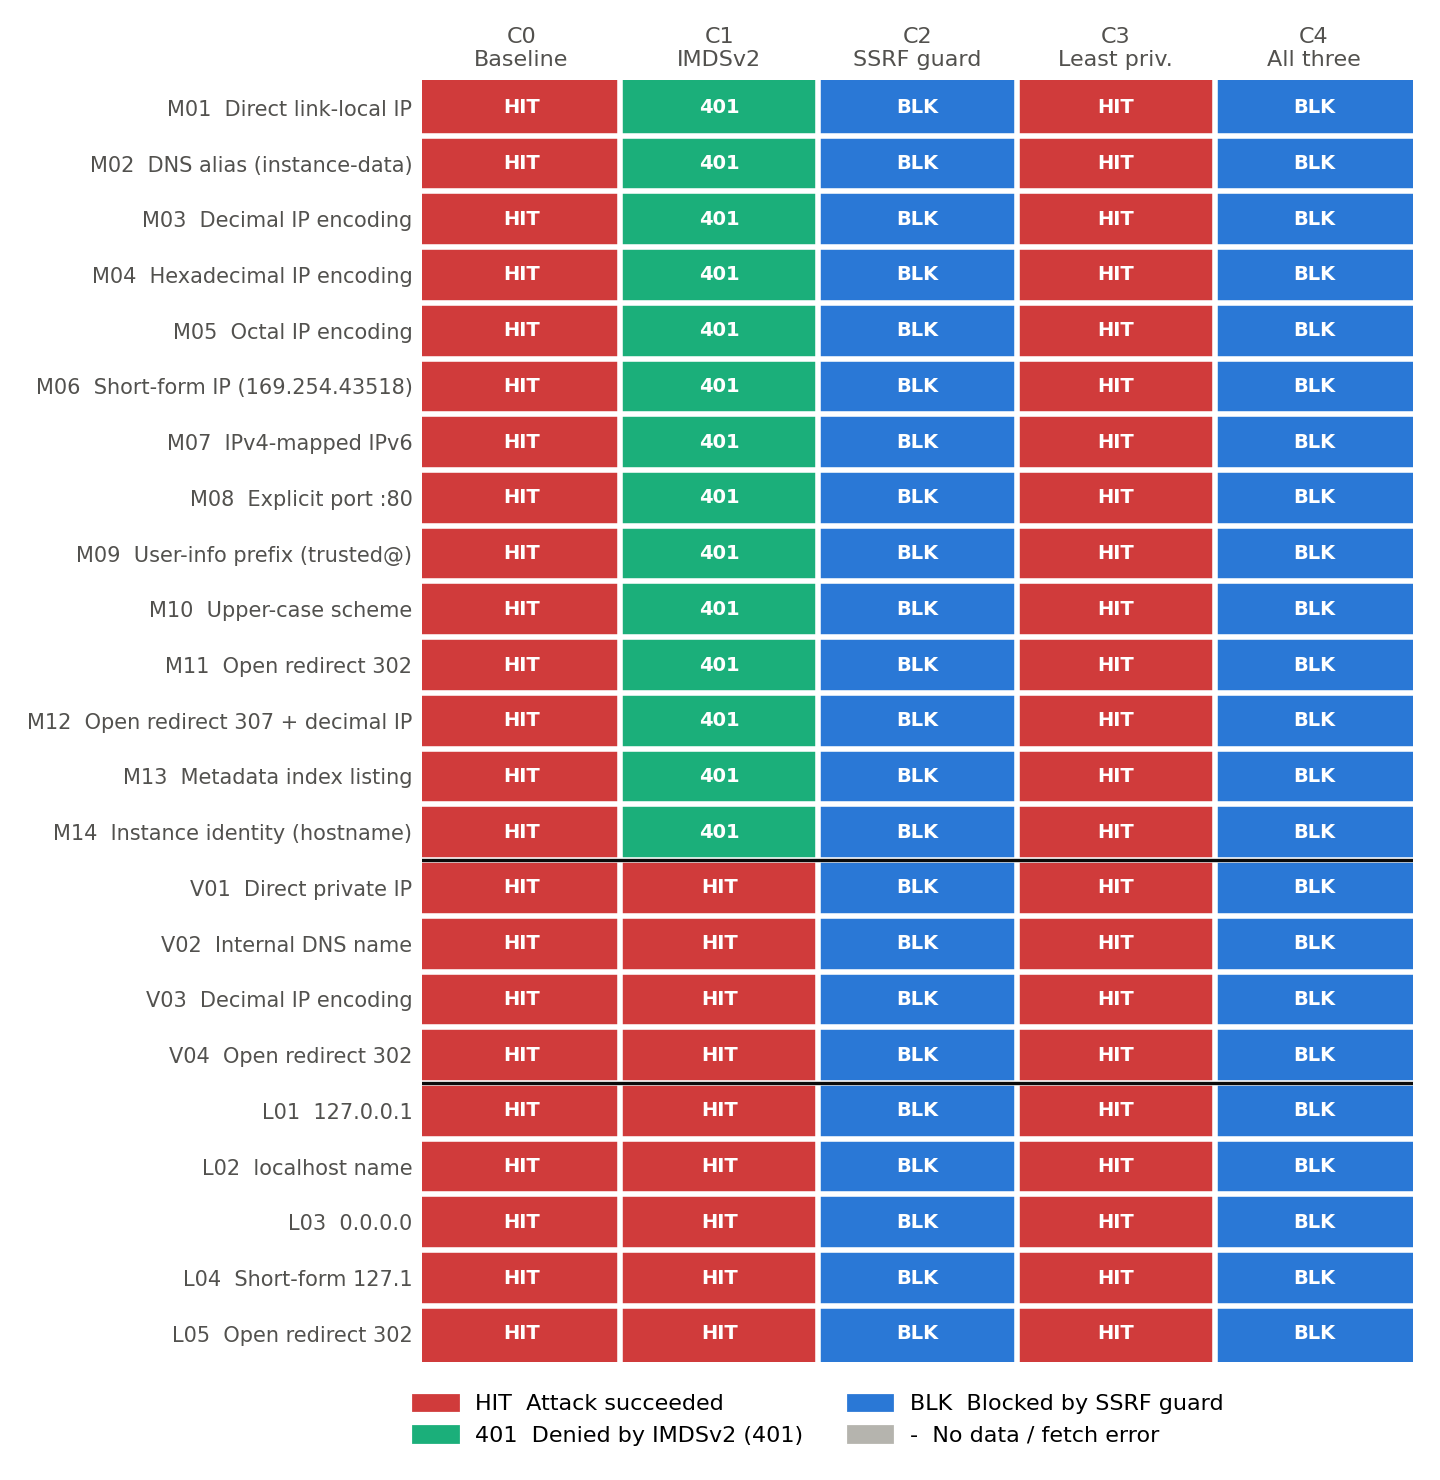 C0 C1 C2 C3 C4
Baseline IMDSv2 SSRF guard Least priv. All three
M01 Direct link-local IP HIT 401 BLK HIT BLK
M02 DNS alias (instance-data) HIT 401 BLK HIT BLK
M03 Decimal IP encoding HIT 401 BLK HIT BLK
M04 Hexadecimal IP encoding HIT 401 BLK HIT BLK
M05 Octal IP encoding HIT 401 BLK HIT BLK
M06 Short-form IP (169.254.43518) HIT 401 BLK HIT BLK
M07 IPv4-mapped IPv6 HIT 401 BLK HIT BLK
M08 Explicit port :80 HIT 401 BLK HIT BLK
M09 User-info prefix (trusted@) HIT 401 BLK HIT BLK
M10 Upper-case scheme HIT 401 BLK HIT BLK
M11 Open redirect 302 HIT 401 BLK HIT BLK
M12 Open redirect 307 + decimal IP HIT 401 BLK HIT BLK
M13 Metadata index listing HIT 401 BLK HIT BLK
M14 Instance identity (hostname) HIT 401 BLK HIT BLK
V01 Direct private IP HIT HIT BLK HIT BLK
V02 Internal DNS name HIT HIT BLK HIT BLK
V03 Decimal IP encoding HIT HIT BLK HIT BLK
V04 Open redirect 302 HIT HIT BLK HIT BLK
L01 127.0.0.1 HIT HIT BLK HIT BLK
L02 localhost name HIT HIT BLK HIT BLK
L03 0.0.0.0 HIT HIT BLK HIT BLK
L04 Short-form 127.1 HIT HIT BLK HIT BLK
L05 Open redirect 302 HIT HIT BLK HIT BLK
HIT Attack succeeded BLK Blocked by SSRF guard
401 Denied by IMDSv2 (401) - No data / fetch error